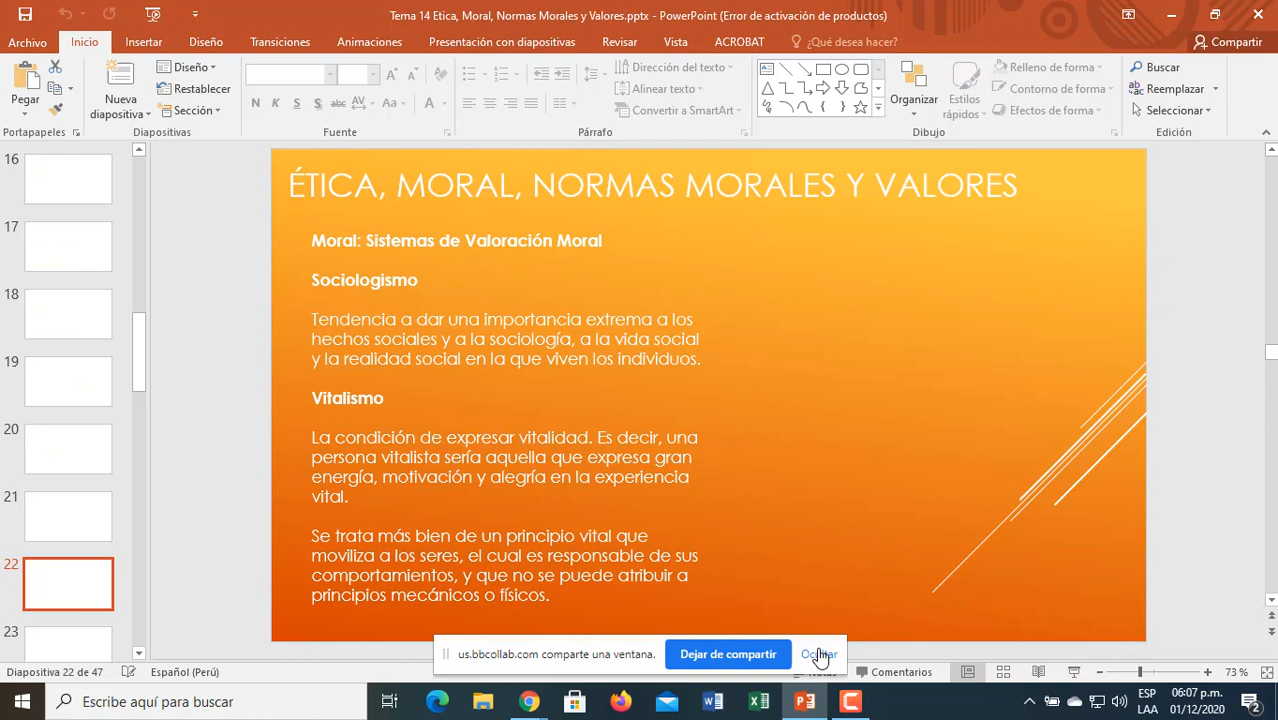 Tema 14 Etica, Moral, Normas Morales y Valores.pptx - PowerPoint (Error de activación de productos)
Archivo Inicio Insertar Diseño Transiciones Animaciones Presentación con diapositivas Revisar Vista ACROBAT ¿Qué desea hacer? Compartir
Pegar
Nueva diapositiva
Diseño
Restablecer
Sección
N K S S abc AV Aa A
Dirección del texto
Alinear texto
Convertir a SmartArt
Organizar
Estilos rápidos
Relleno de forma
Contorno de forma
Efectos de forma
Buscar
Reemplazar
Seleccionar
Portapapeles Diapositivas Fuente Párrafo Dibujo Edición
16
17
18
19
20
21
22
23
ÉTICA, MORAL, NORMAS MORALES Y VALORES
Moral: Sistemas de Valoración Moral
Sociologismo
Tendencia a dar una importancia extrema a los
hechos sociales y a la sociología, a la vida social
y la realidad social en la que viven los individuos.
Vitalismo
La condición de expresar vitalidad. Es decir, una
persona vitalista sería aquella que expresa gran
energía, motivación y alegría en la experiencia
vital.
Se trata más bien de un principio vital que
moviliza a los seres, el cual es responsable de sus
comportamientos, y que no se puede atribuir a
principios mecánicos o físicos.
us.bbcollab.com comparte una ventana. Dejar de compartir Ocultar
Diapositiva 22 de 47 Español (Perú) Notas Comentarios 73 %
Escribe aquí para buscar
ESP
LAA
06:07 p.m.
01/12/2020
2